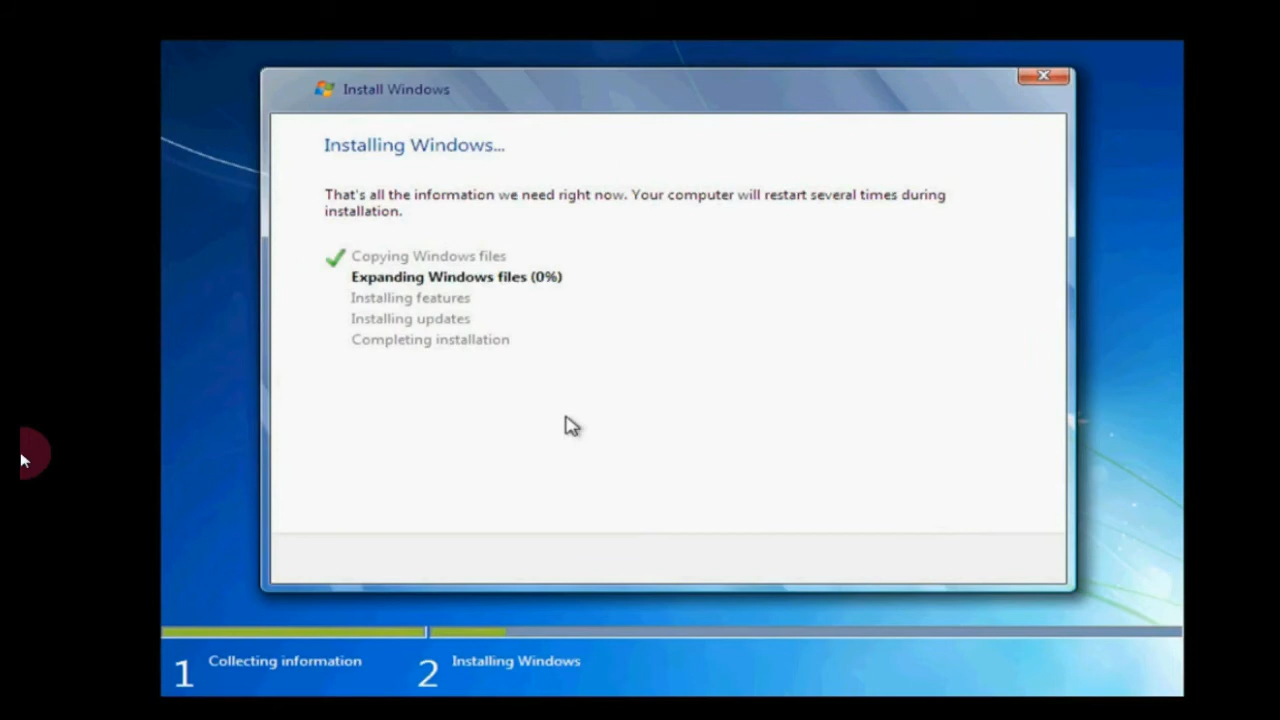 Install Windows
Installing Windows...
That's all the information we need right now. Your computer will restart several times during
installation.
Copying Windows files
Expanding Windows files (0%)
Installing features
Installing updates
Completing installation
1 Collecting information
2 Installing Windows